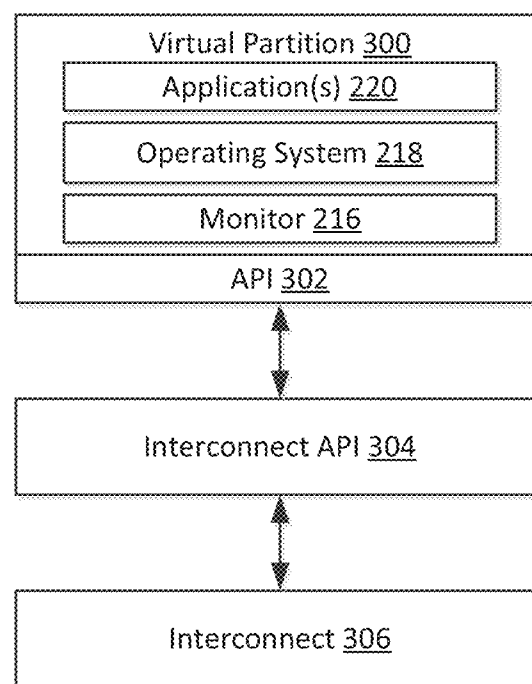 Virtual Partition 300
Application(s) 220
Operating System 218
Monitor 216
API 302
Interconnect API 304
Interconnect 306